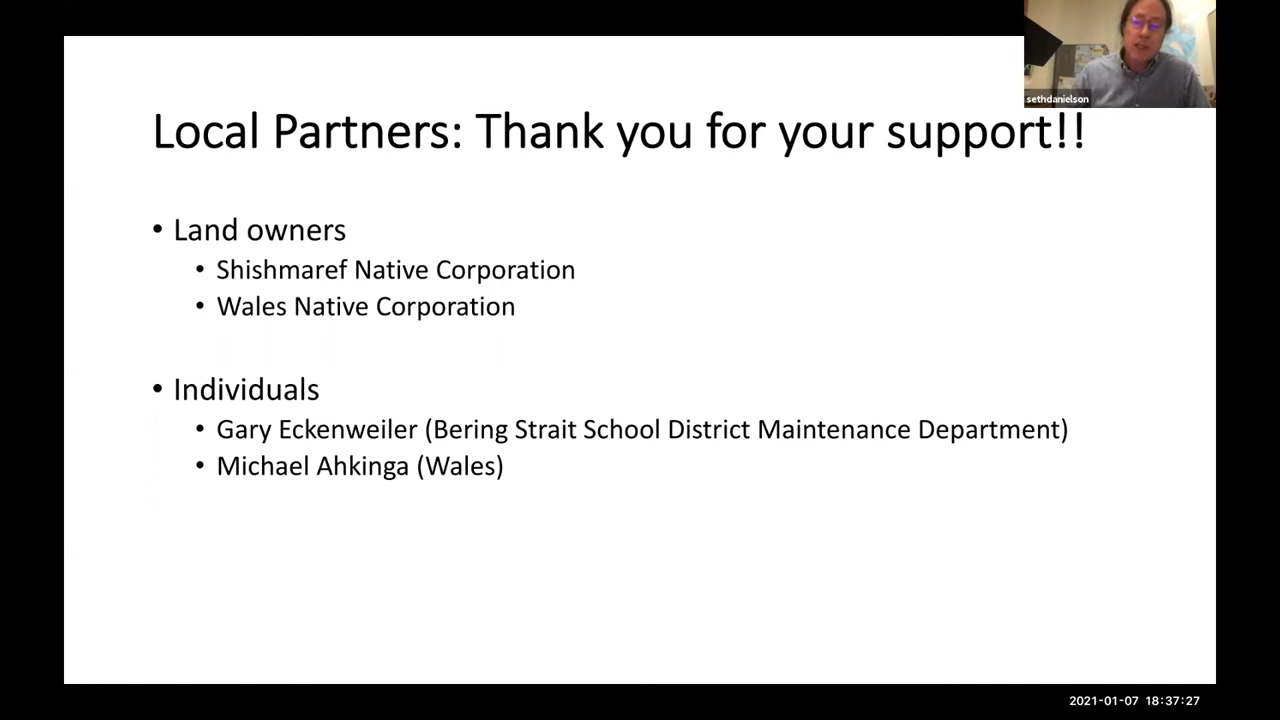 sethdanielson
Local Partners: Thank you for your support!!
• Land owners
• Shishmaref Native Corporation
• Wales Native Corporation
• Individuals
• Gary Eckenweiler (Bering Strait School District Maintenance Department)
• Michael Ahkinga (Wales)
2021-01-07 18:37:27